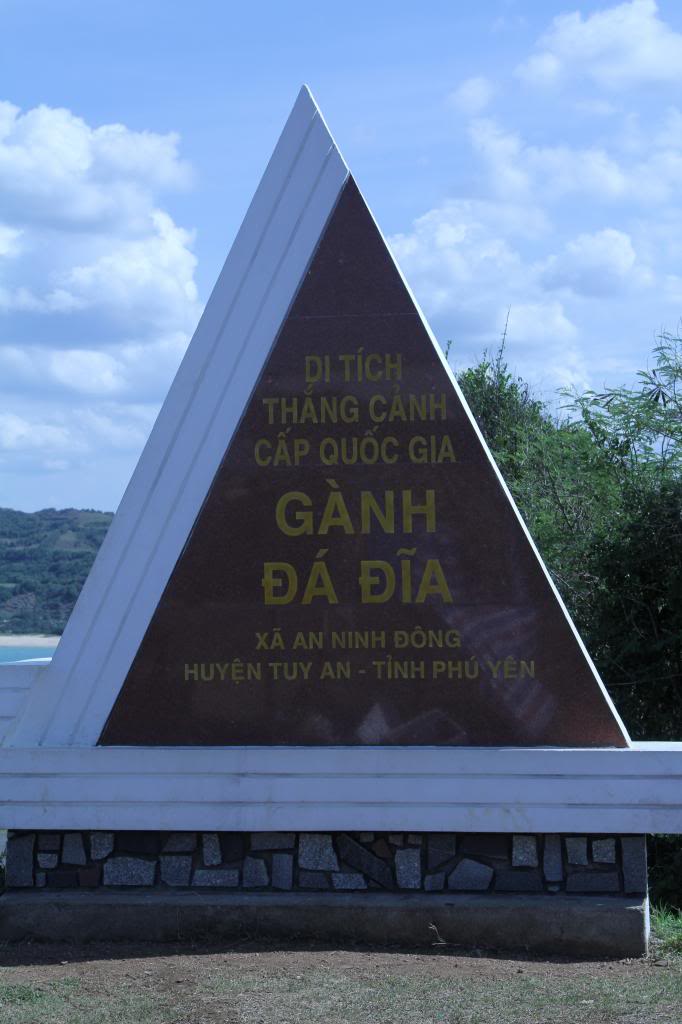 DI TÍCH
THẮNG CẢNH
CẤP QUỐC GIA
GÀNH
ĐÁ ĐĨA
XÃ AN NINH ĐÔNG
HUYỆN TUY AN - TỈNH PHÚ YÊN